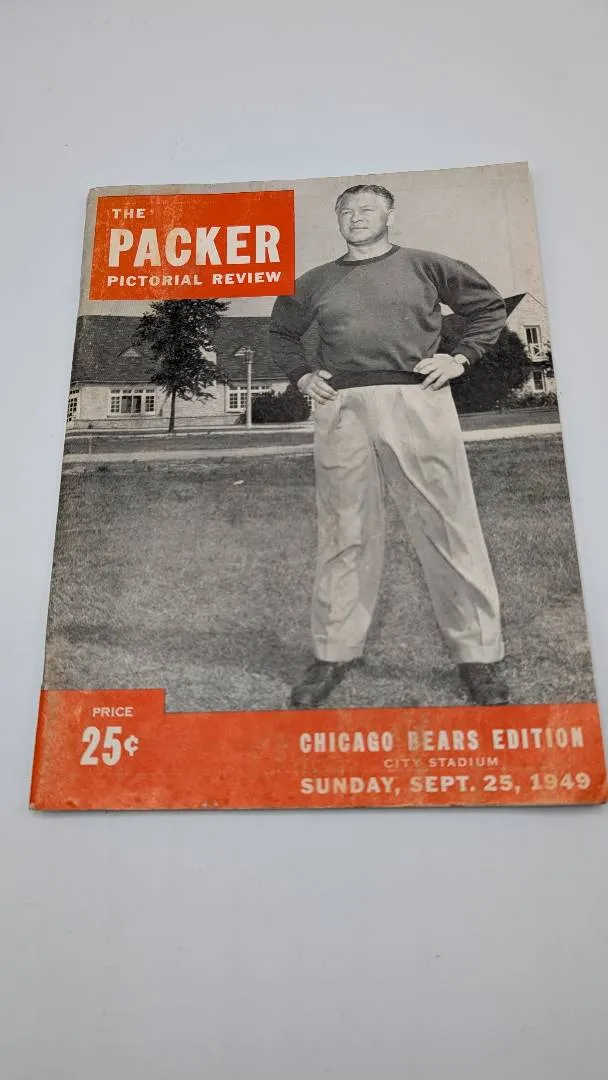 THE
PACKER
PICTORIAL REVIEW
PRICE
25¢
CHICAGO BEARS EDITION
CITY STADIUM
SUNDAY, SEPT. 25, 1949